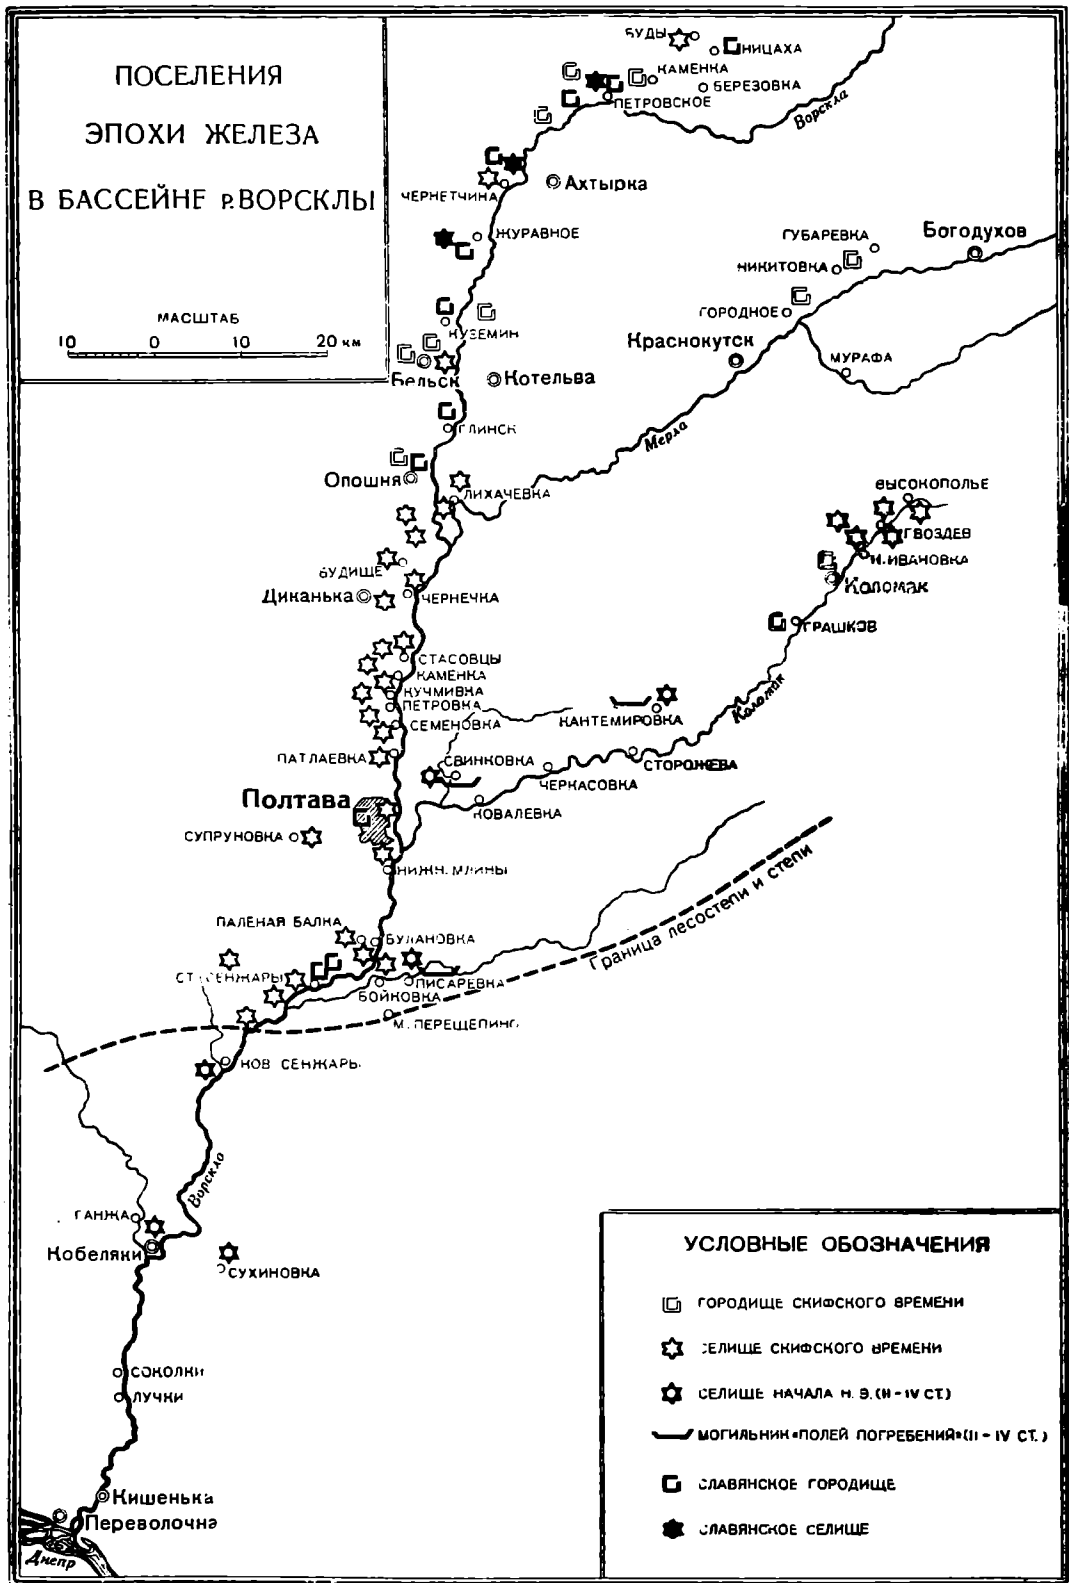 ПОСЕЛЕНИЯ
ЭПОХИ ЖЕЛЕЗА
В БАССЕЙНЕ р. ВОРСКЛЫ
МАСШТАБ
10 0 10 20 км
БУДЫ
НИЦАХА
КАМЕНКА
БЕРЕЗОВКА
ПЕТРОВСКОЕ
Ворскла
ЧЕРНЕТЧИНА
Ахтырка
ЖУРАВНОЕ
ГУБАРЕВКА
Богодухов
НИКИТОВКА
ГОРОДНОЕ
КУЗЕМИН
Краснокутск
МУРАФА
Бельск
Котельва
ГЛИНСК
Мерла
Опошня
ЛИХАЧЕВКА
ВЫСОКОПОЛЬЕ
ГВОЗДЕВ
Н.ИВАНОВКА
БУДИЩЕ
Коломак
Диканька
ЧЕРНЕЧКА
ГРАШКОВ
СТАСОВЦЫ
КАМЕНКА
КУЧМИВКА
ПЕТРОВКА
Коломак
КАНТЕМИРОВКА
СЕМЕНОВКА
ПАТЛАЕВКА
СВИНКОВКА
СТОРОЖЕВА
ЧЕРКАСОВКА
Полтава
КОВАЛЕВКА
СУПРУНОВКА
НИЖН. МЛИНЫ
Граница лесостепи и степи
ПАЛЕНАЯ БАЛКА
БУЛАНОВКА
СТ. СЕНЖАРЫ
ПИСАРЕВКА
БОЙКОВКА
М. ПЕРЕЩЕПИНО
НОВ СЕНЖАРЫ
Ворскла
ГАНЖА
Кобеляки
СУХИНОВКА
СОКОЛКИ
ЛУЧКИ
Кишенька
Переволочна
Днепр
УСЛОВНЫЕ ОБОЗНАЧЕНИЯ
ГОРОДИЩЕ СКИФСКОГО ВРЕМЕНИ
СЕЛИЩЕ СКИФСКОГО ВРЕМЕНИ
СЕЛИЩЕ НАЧАЛА Н. Э. (II - IV СТ.)
МОГИЛЬНИК «ПОЛЕЙ ПОГРЕБЕНИЙ» (II - IV СТ.)
СЛАВЯНСКОЕ ГОРОДИЩЕ
СЛАВЯНСКОЕ СЕЛИЩЕ